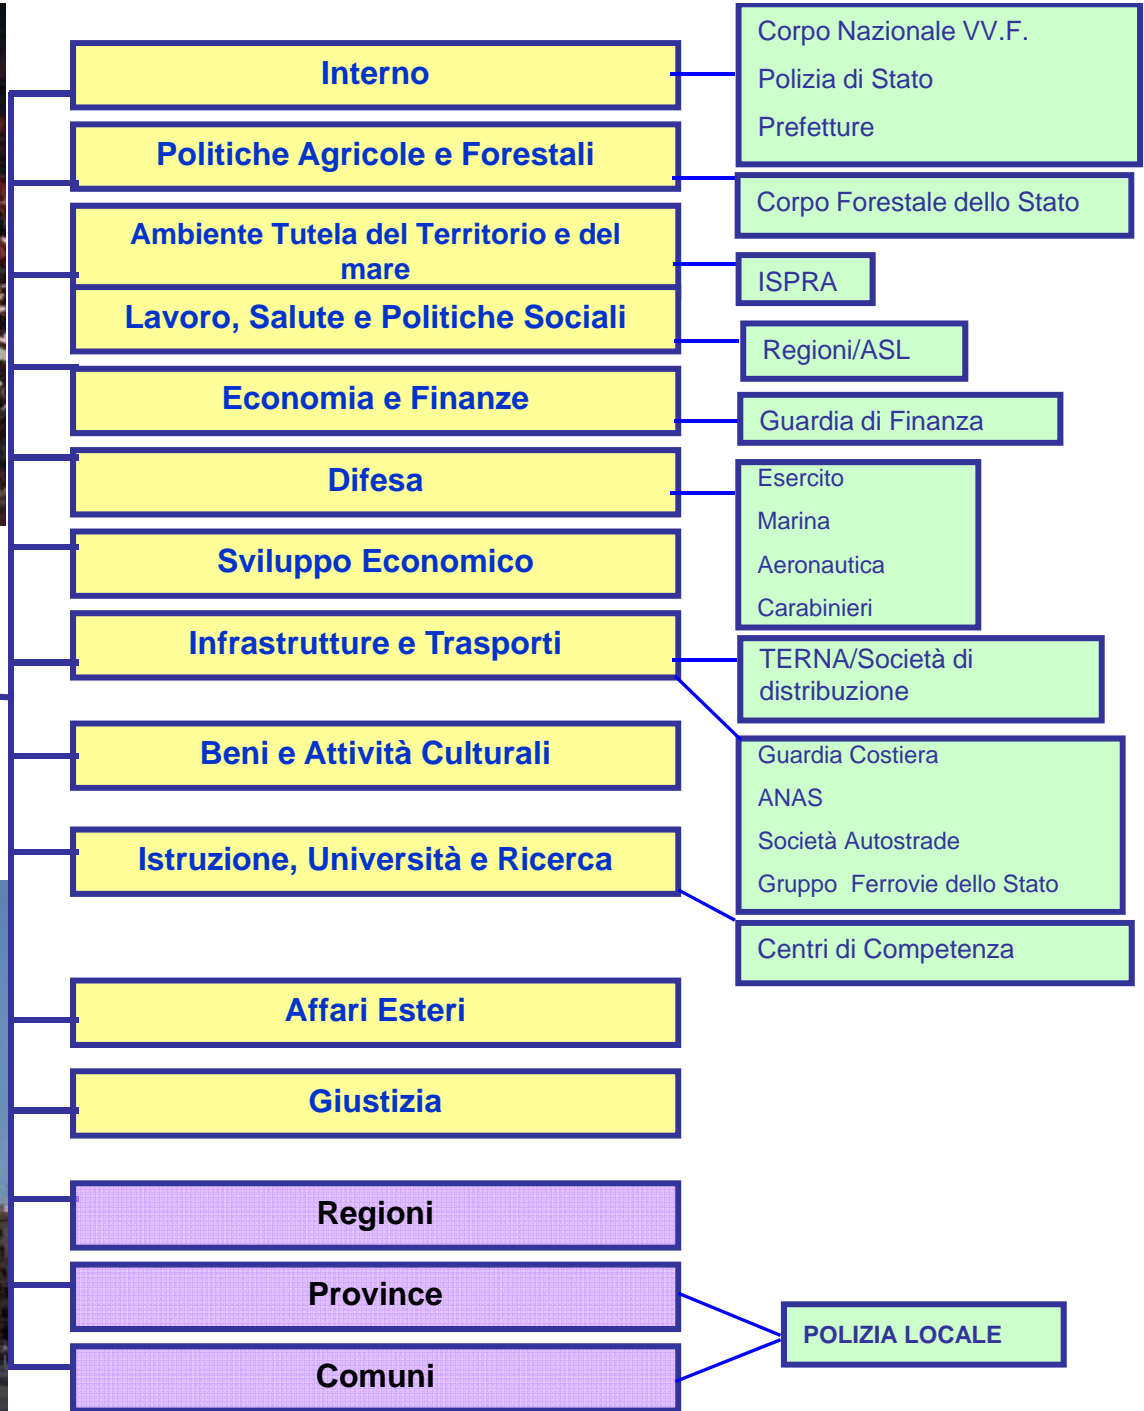 Interno
Corpo Nazionale VV.F.
Polizia di Stato
Prefetture
Politiche Agricole e Forestali
Corpo Forestale dello Stato
Ambiente Tutela del Territorio e del
mare
ISPRA
Lavoro, Salute e Politiche Sociali
Regioni/ASL
Economia e Finanze
Guardia di Finanza
Difesa
Esercito
Marina
Aeronautica
Carabinieri
Sviluppo Economico
Infrastrutture e Trasporti
TERNA/Società di
distribuzione
Guardia Costiera
ANAS
Società Autostrade
Gruppo Ferrovie dello Stato
Beni e Attività Culturali
Istruzione, Università e Ricerca
Centri di Competenza
Affari Esteri
Giustizia
Regioni
Province
Comuni
POLIZIA LOCALE